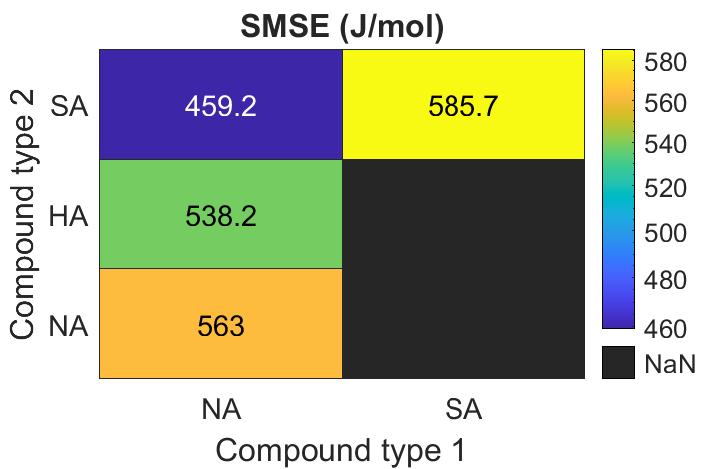 SMSE (J/mol)
Compound type 2
SA
HA
NA
459.2
585.7
538.2
563
NA
SA
Compound type 1
580
560
540
520
500
480
460
NaN